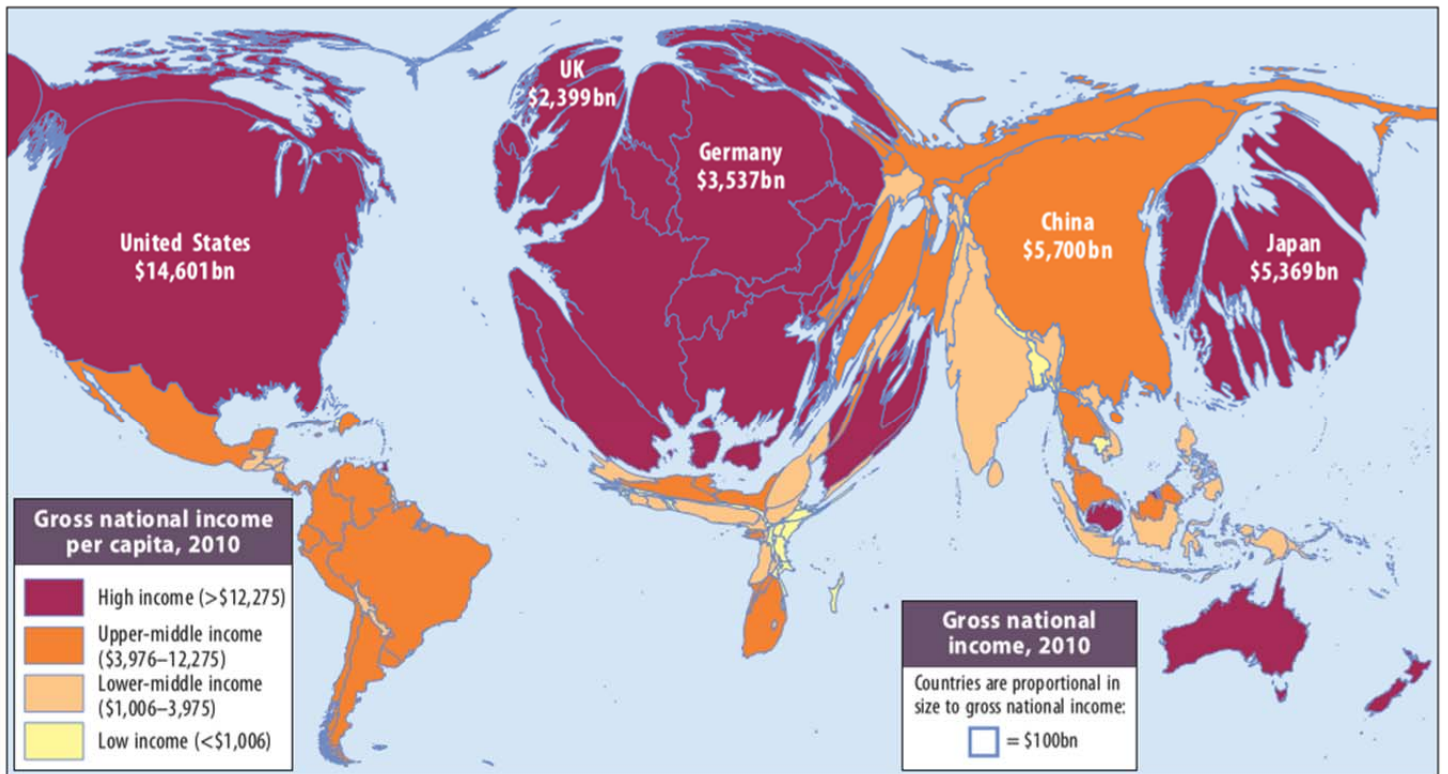 UK
$2,399bn
Germany
$3,537bn
United States
$14,601bn
China
$5,700bn
Japan
$5,369bn
Gross national income
per capita, 2010
High income (>$12,275)
Upper-middle income
($3,976–12,275)
Lower-middle income
($1,006–3,975)
Low income (<$1,006)
Gross national
income, 2010
Countries are proportional in
size to gross national income:
= $100bn